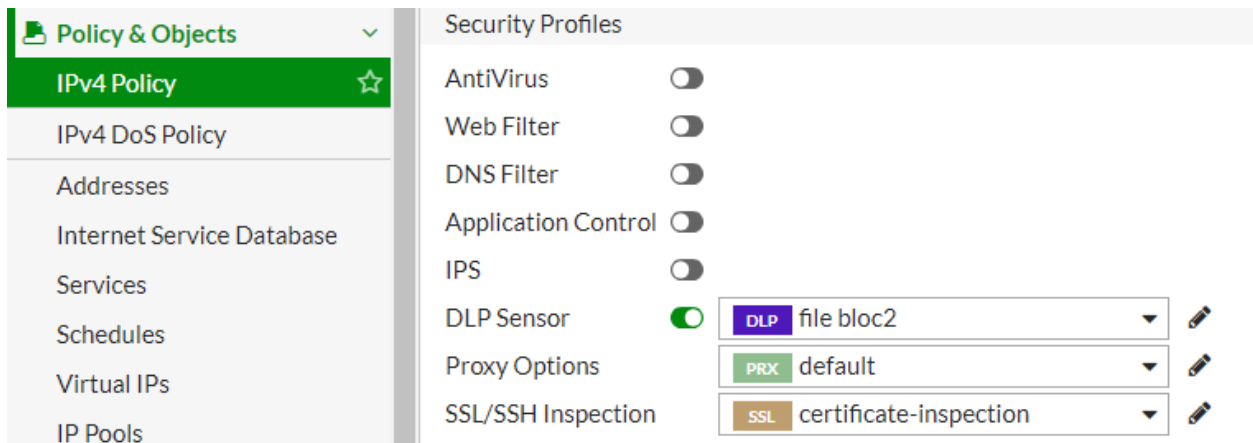 Policy & Objects
IPv4 Policy
IPv4 DoS Policy
Addresses
Internet Service Database
Services
Schedules
Virtual IPs
IP Pools
Security Profiles
AntiVirus
Web Filter
DNS Filter
Application Control
IPS
DLP Sensor DLP file bloc2
Proxy Options PRX default
SSL/SSH Inspection SSL certificate-inspection